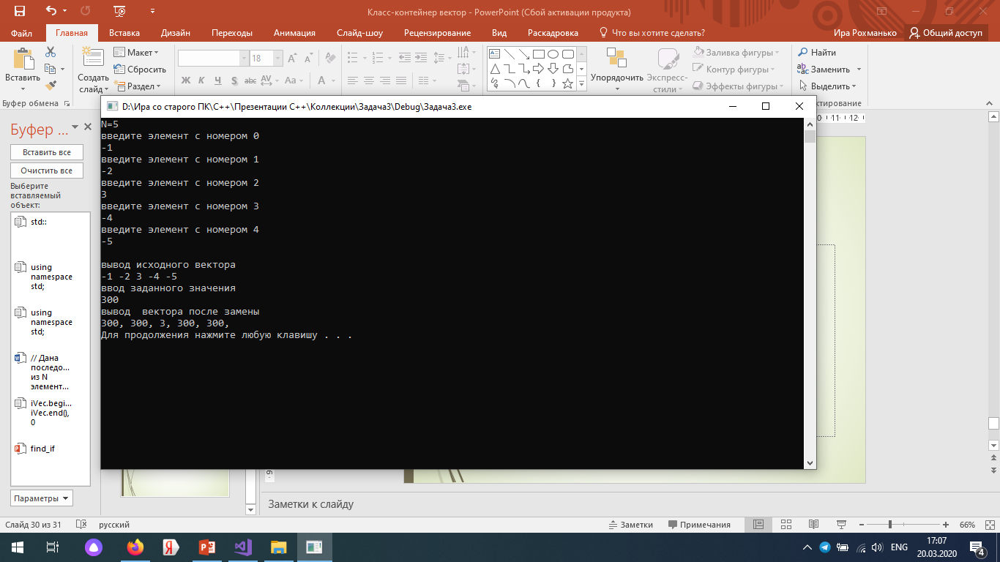 Класс-контейнер вектор - PowerPoint (Сбой активации продукта)
Файл Главная Вставка Дизайн Переходы Анимация Слайд-шоу Рецензирование Вид Раскадровка Что вы хотите сделать? Ира Рохманько Общий доступ
Вставить
Буфер обмена
Создать слайд
Макет
Сбросить
Раздел
18
Ж К Ч S abc AV Aa A
Упорядочить
Экспресс-стили
Заливка фигуры
Контур фигуры
Эффекты фигуры
Найти
Заменить
Выделить
D:\Ира со старого ПК\C++\Презентации C++\Коллекции\Задача3\Debug\Задача3.exe
N=5
введите элемент с номером 0
-1
введите элемент с номером 1
-2
введите элемент с номером 2
3
введите элемент с номером 3
-4
введите элемент с номером 4
-5
вывод исходного вектора
-1 -2 3 -4 -5
ввод заданного значения
300
вывод  вектора после замены
300, 300, 3, 300, 300,
Для продолжения нажмите любую клавишу . . .
Буфер ...
Вставить все
Очистить все
Выберите
вставляемый
объект:
std::
using
namespace
std;
using
namespace
std;
// Дана
последо...
из N
элемент...
iVec.begi...
iVec.end(),
0
find_if
Параметры
11 12
Заметки к слайду
Слайд 30 из 31 русский Заметки Примечания 66%
ENG
17:07
20.03.2020
4